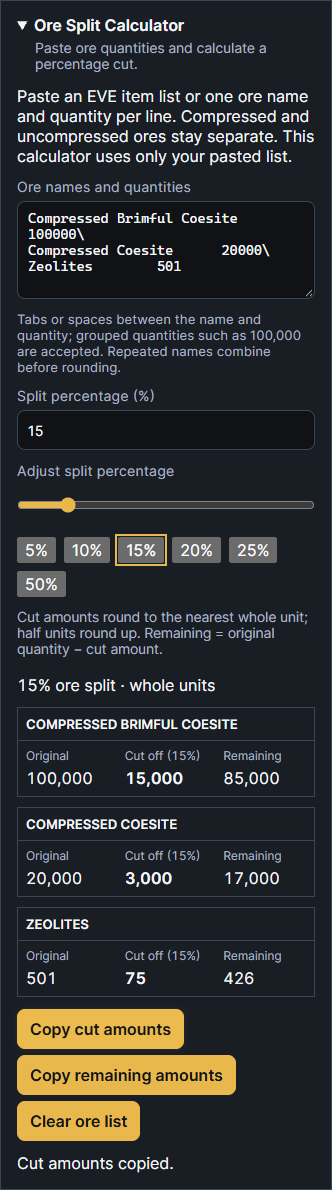 ▼ Ore Split Calculator
Paste ore quantities and calculate a
percentage cut.
Paste an EVE item list or one ore name
and quantity per line. Compressed and
uncompressed ores stay separate. This
calculator uses only your pasted list.
Ore names and quantities
Compressed Brimful Coesite
100000\
Compressed Coesite 20000\
Zeolites 501
Tabs or spaces between the name and
quantity; grouped quantities such as 100,000
are accepted. Repeated names combine
before rounding.
Split percentage (%)
15
Adjust split percentage
5% 10% 15% 20% 25%
50%
Cut amounts round to the nearest whole unit;
half units round up. Remaining = original
quantity − cut amount.
15% ore split · whole units
COMPRESSED BRIMFUL COESITE
Original Cut off (15%) Remaining
100,000 15,000 85,000
COMPRESSED COESITE
Original Cut off (15%) Remaining
20,000 3,000 17,000
ZEOLITES
Original Cut off (15%) Remaining
501 75 426
Copy cut amounts
Copy remaining amounts
Clear ore list
Cut amounts copied.